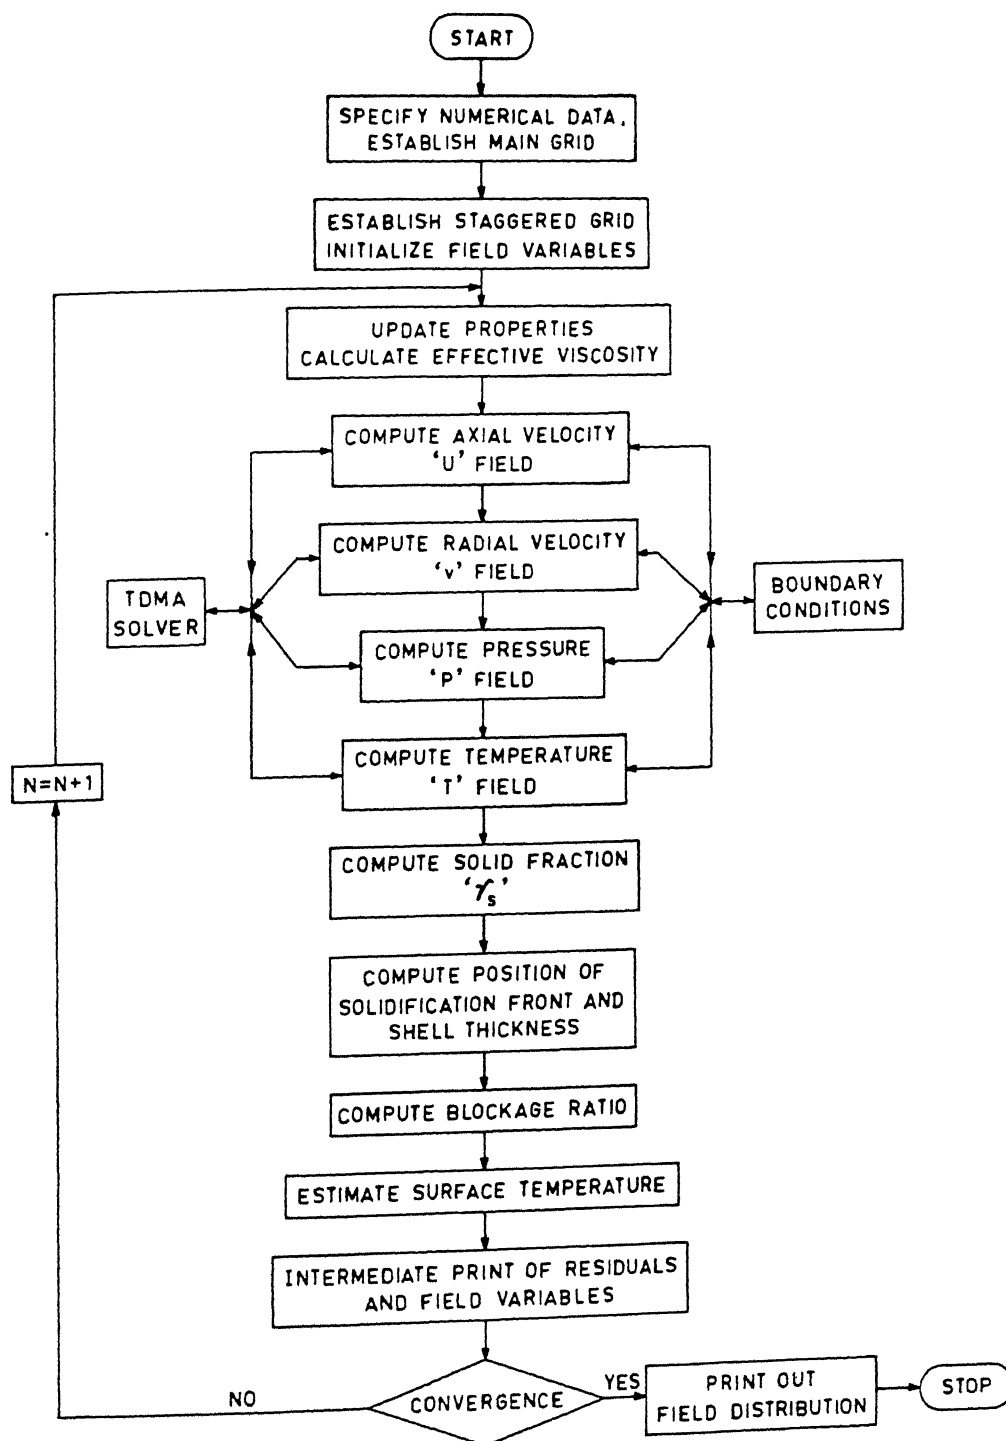 START
SPECIFY NUMERICAL DATA.
ESTABLISH MAIN GRID
ESTABLISH STAGGERED GRID
INITIALIZE FIELD VARIABLES
UPDATE PROPERTIES
CALCULATE EFFECTIVE VISCOSITY
COMPUTE AXIAL VELOCITY
‘U’ FIELD
COMPUTE RADIAL VELOCITY
‘v’ FIELD
TDMA
SOLVER
BOUNDARY
CONDITIONS
COMPUTE PRESSURE
‘P’ FIELD
COMPUTE TEMPERATURE
‘T’ FIELD
N=N+1
COMPUTE SOLID FRACTION
‘γs’
COMPUTE POSITION OF
SOLIDIFICATION FRONT AND
SHELL THICKNESS
COMPUTE BLOCKAGE RATIO
ESTIMATE SURFACE TEMPERATURE
INTERMEDIATE PRINT OF RESIDUALS
AND FIELD VARIABLES
NO
CONVERGENCE
YES
PRINT OUT
FIELD DISTRIBUTION
STOP